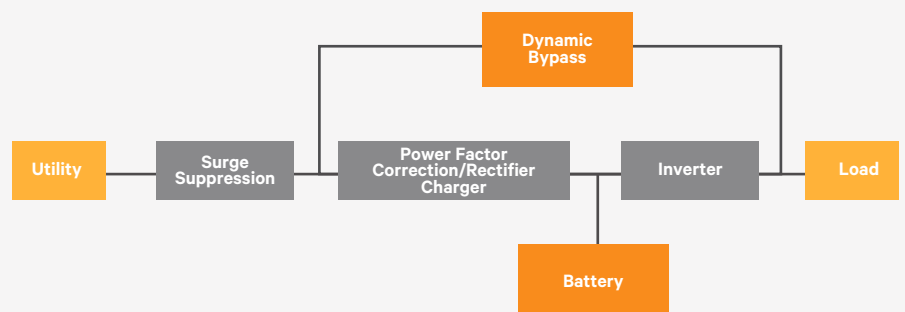 Dynamic
Bypass
Utility
Surge
Suppression
Power Factor
Correction/Rectifier
Charger
Inverter
Load
Battery